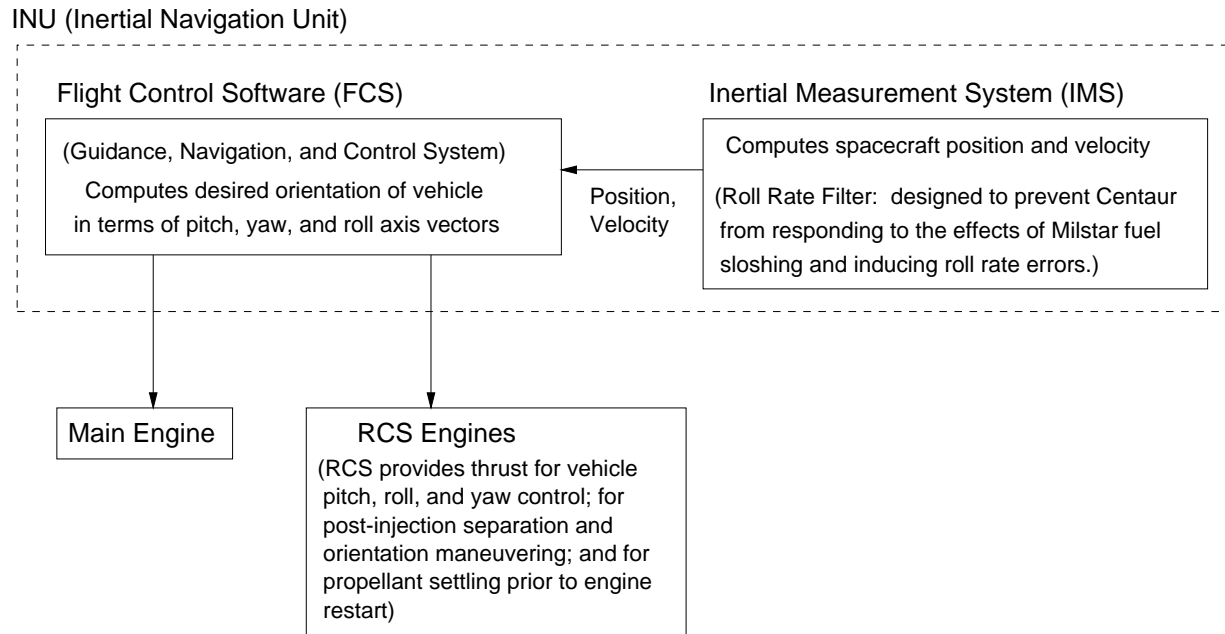 INU (Inertial Navigation Unit)
Flight Control Software (FCS)
(Guidance, Navigation, and Control System)
Computes desired orientation of vehicle
in terms of pitch, yaw, and roll axis vectors
Position,
Velocity
Inertial Measurement System (IMS)
Computes spacecraft position and velocity
(Roll Rate Filter: designed to prevent Centaur
from responding to the effects of Milstar fuel
sloshing and inducing roll rate errors.)
Main Engine
RCS Engines
(RCS provides thrust for vehicle
pitch, roll, and yaw control; for
post-injection separation and
orientation maneuvering; and for
propellant settling prior to engine
restart)